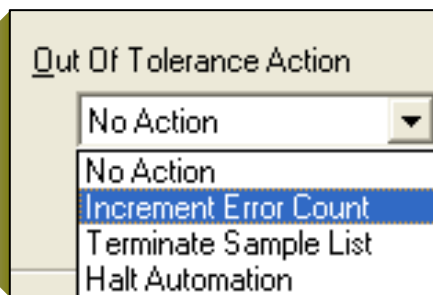 Out Of Tolerance Action
No Action
No Action
Increment Error Count
Terminate Sample List
Halt Automation